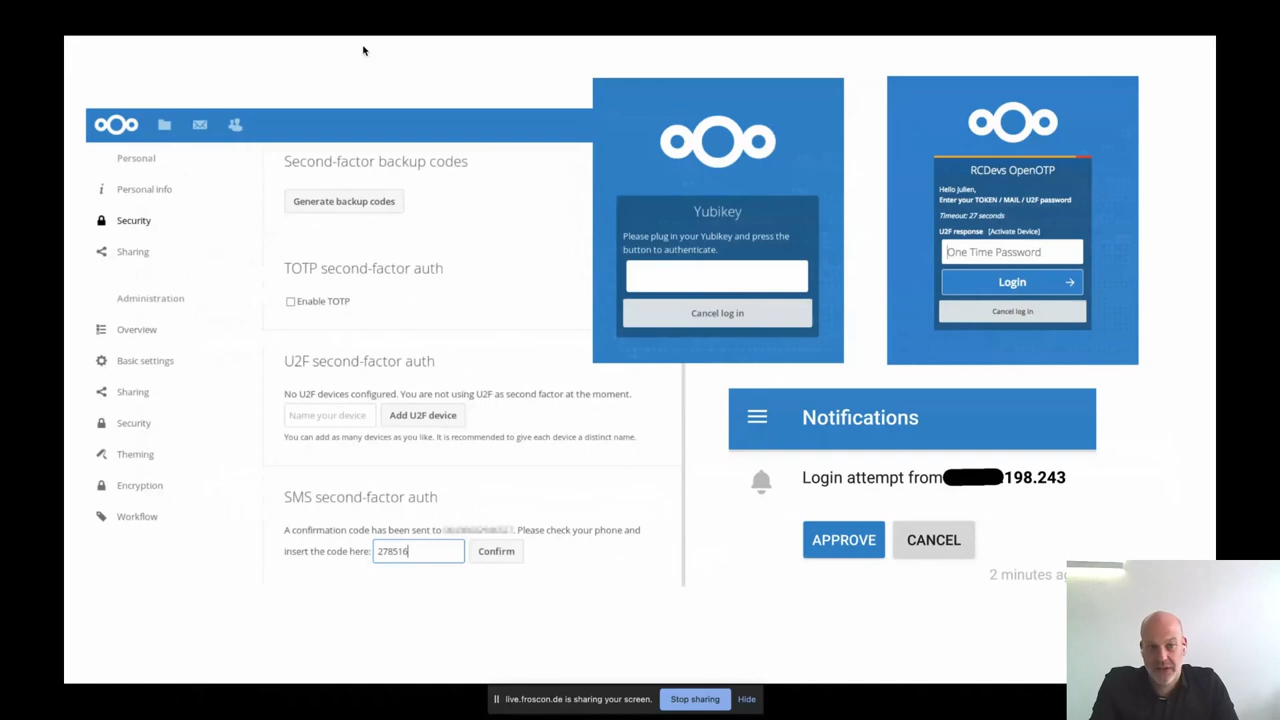 Personal
Personal info
Security
Sharing
Administration
Overview
Basic settings
Sharing
Security
Theming
Encryption
Workflow
Second-factor backup codes
Generate backup codes
TOTP second-factor auth
Enable TOTP
U2F second-factor auth
No U2F devices configured. You are not using U2F as second factor at the moment.
Name your device
Add U2F device
You can add as many devices as you like. It is recommended to give each device a distinct name.
SMS second-factor auth
A confirmation code has been sent to . Please check your phone and
insert the code here: 278516 Confirm
Yubikey
Please plug in your Yubikey and press the
button to authenticate.
Cancel log in
RCDevs OpenOTP
Hello Julien,
Enter your TOKEN / MAIL / U2F password
Timeout: 27 seconds
U2F response [Activate Device]
One Time Password
Login
Cancel log in
Notifications
Login attempt from .198.243
APPROVE
CANCEL
2 minutes
live.froscon.de is sharing your screen.
Stop sharing
Hide